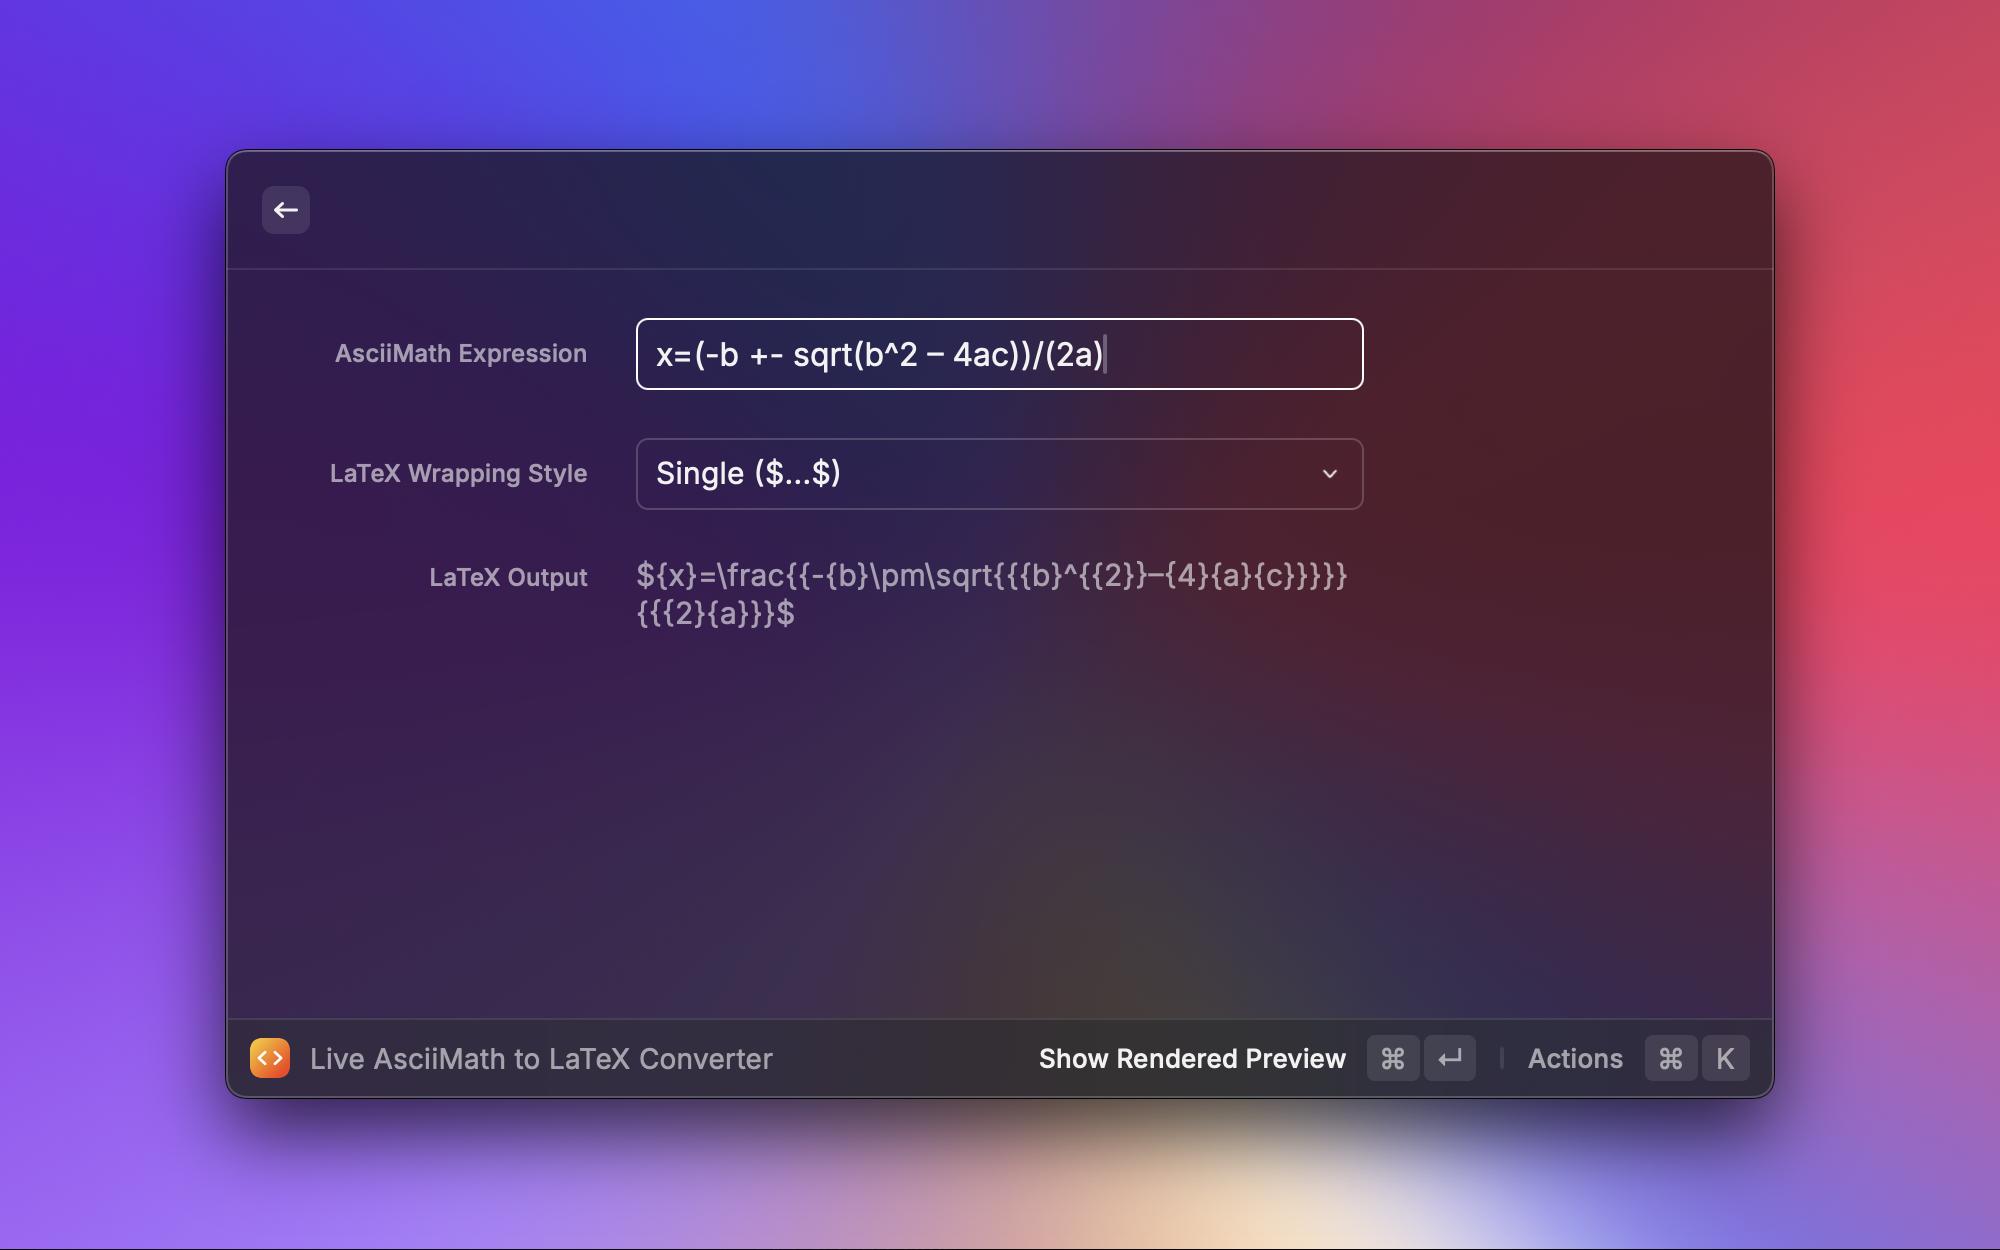 AsciiMath Expression
x=(-b +- sqrt(b^2 – 4ac))/(2a)
LaTeX Wrapping Style
Single ($...$)
LaTeX Output
${x}=\frac{{-{b}\pm\sqrt{{{b}^{{2}}–{4}{a}{c}}}}}
{{{2}{a}}}$
Live AsciiMath to LaTeX Converter
Show Rendered Preview ⌘ ↵ | Actions ⌘ K